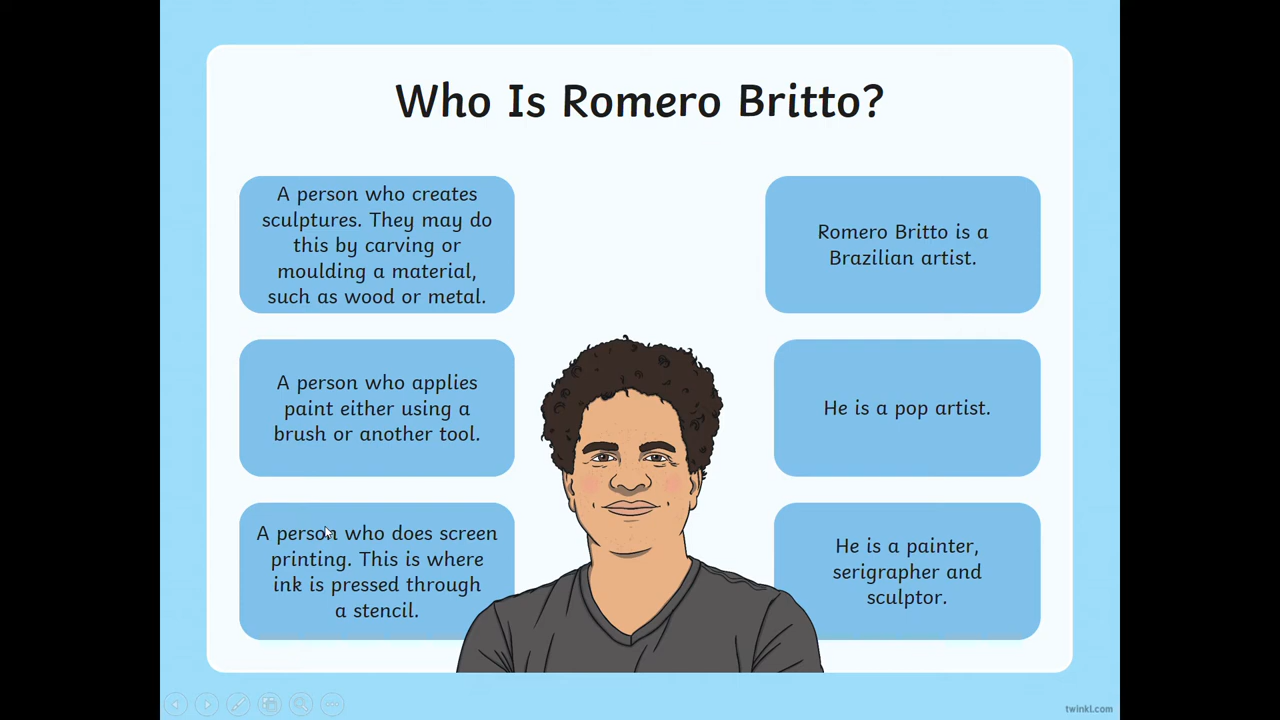 Who Is Romero Britto?
A person who creates
sculptures. They may do
this by carving or
moulding a material,
such as wood or metal.
A person who applies
paint either using a
brush or another tool.
A person who does screen
printing. This is where
ink is pressed through
a stencil.
Romero Britto is a
Brazilian artist.
He is a pop artist.
He is a painter,
serigrapher and
sculptor.
twinkl.com